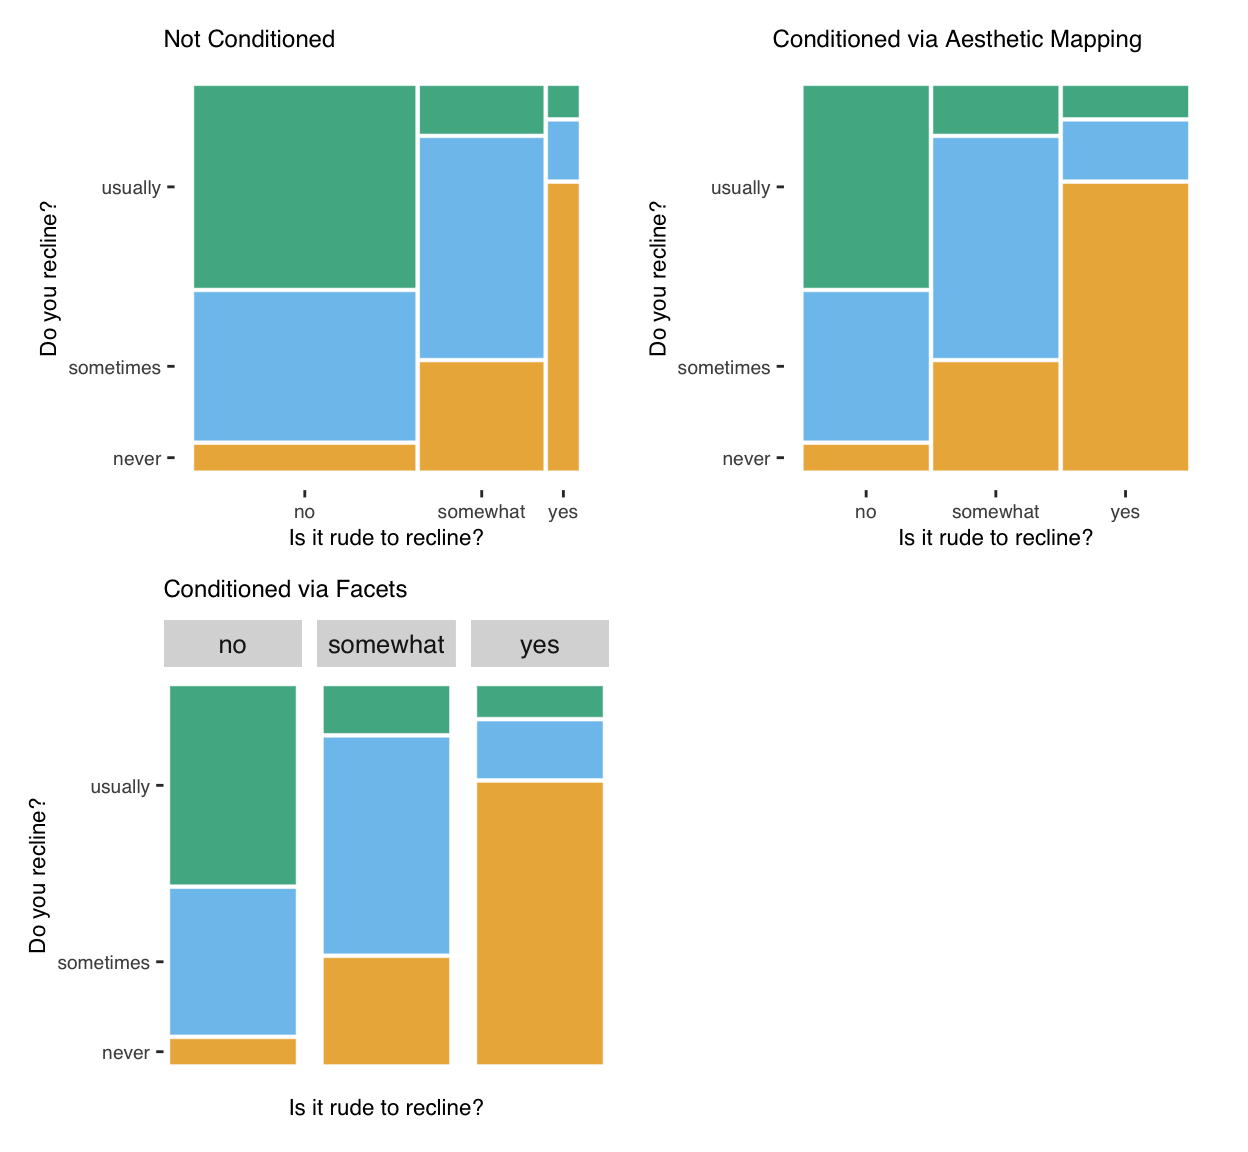 Not Conditioned
Do you recline?
usually
sometimes
never
no somewhat yes
Is it rude to recline?
Conditioned via Aesthetic Mapping
Do you recline?
usually
sometimes
never
no somewhat yes
Is it rude to recline?
Conditioned via Facets
no somewhat yes
Do you recline?
usually
sometimes
never
Is it rude to recline?